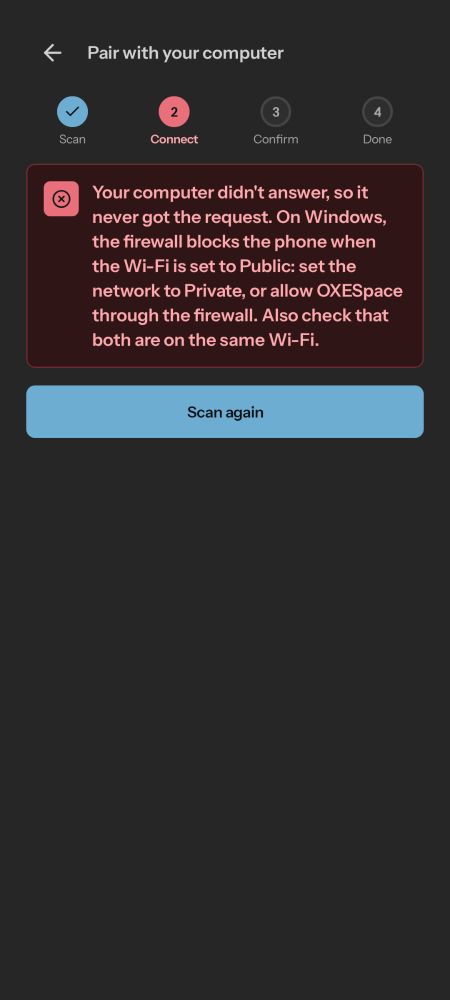 Pair with your computer
2
3
4
Scan
Connect
Confirm
Done
Your computer didn't answer, so it
never got the request. On Windows,
the firewall blocks the phone when
the Wi-Fi is set to Public: set the
network to Private, or allow OXESpace
through the firewall. Also check that
both are on the same Wi-Fi.
Scan again